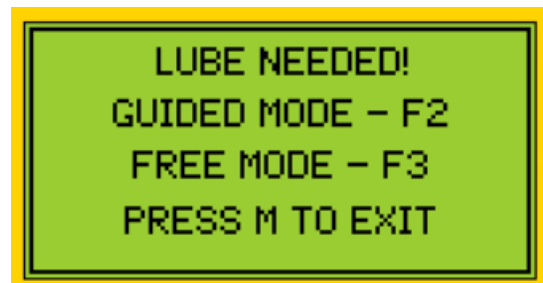 LUBE NEEDED!
GUIDED MODE – F2
FREE MODE – F3
PRESS M TO EXIT